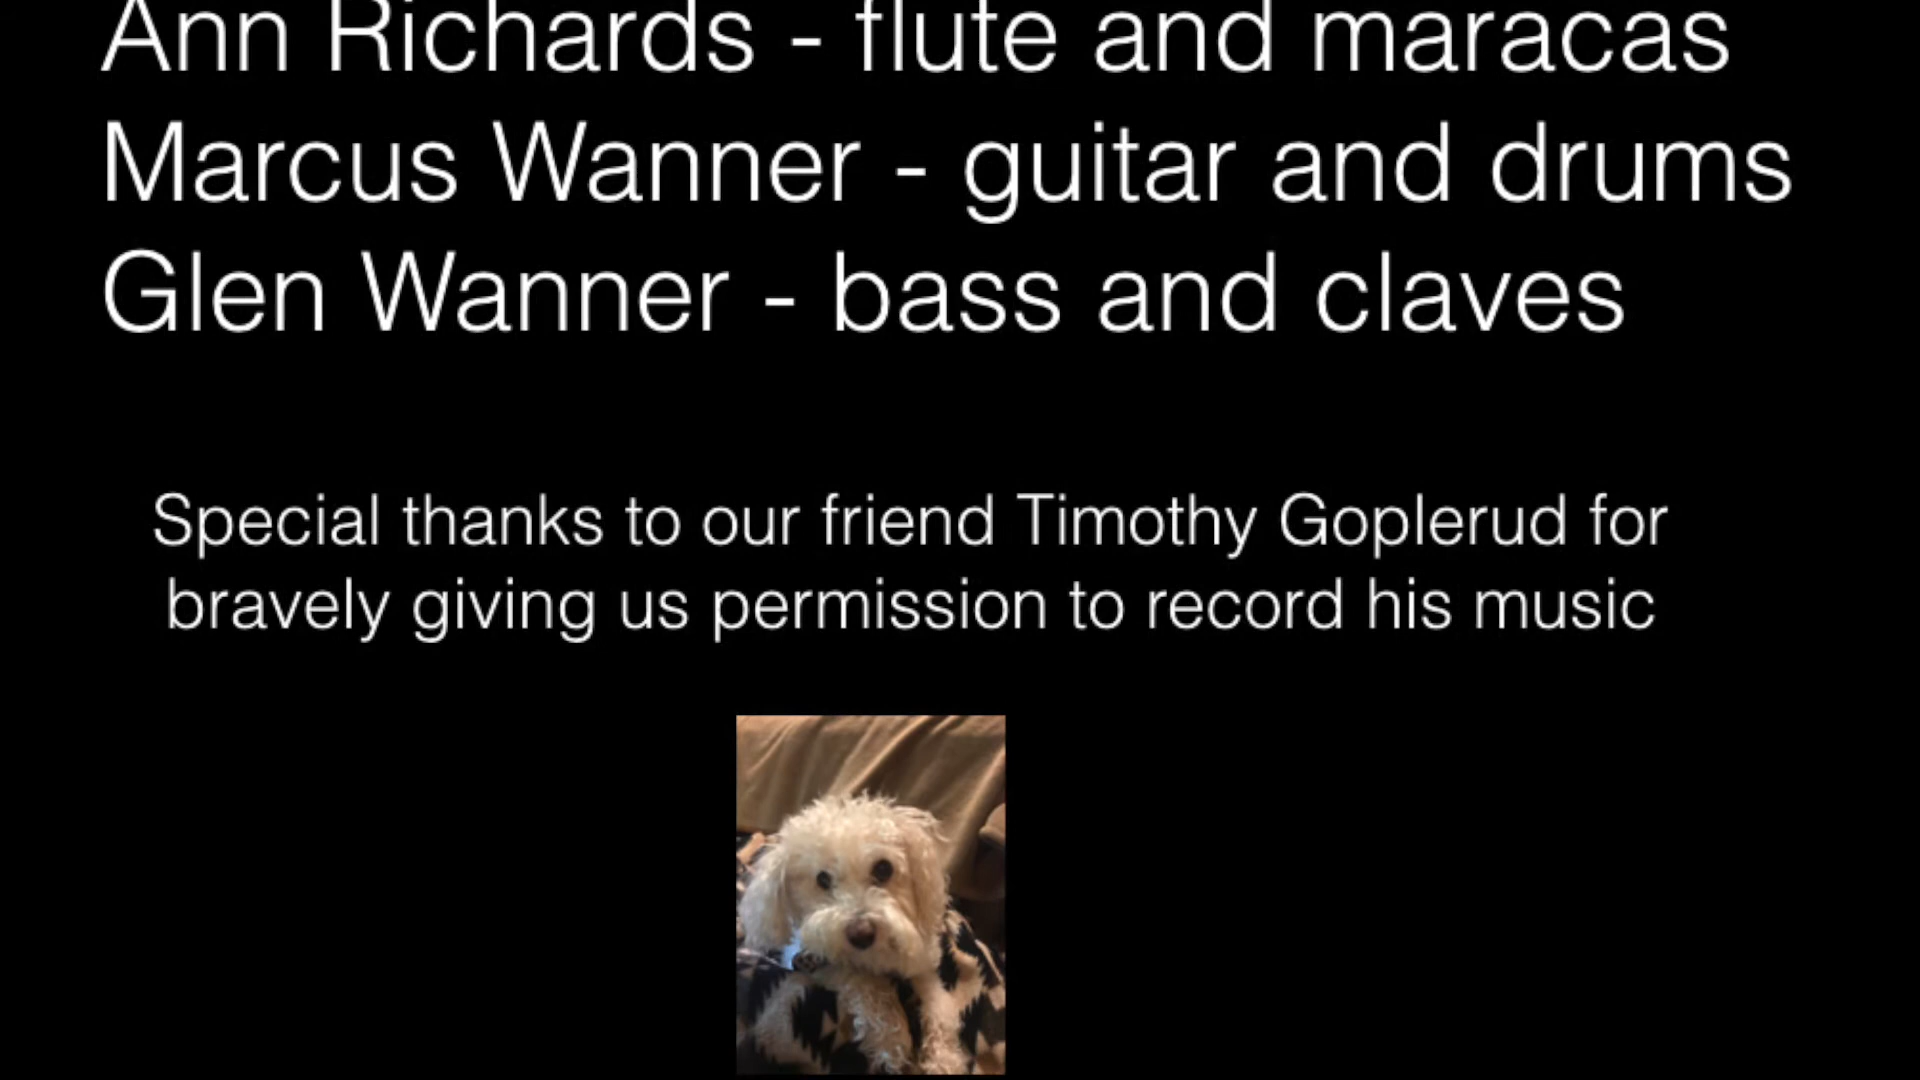 Ann Richards - flute and maracas
Marcus Wanner - guitar and drums
Glen Wanner - bass and claves
Special thanks to our friend Timothy Goplerud for
bravely giving us permission to record his music